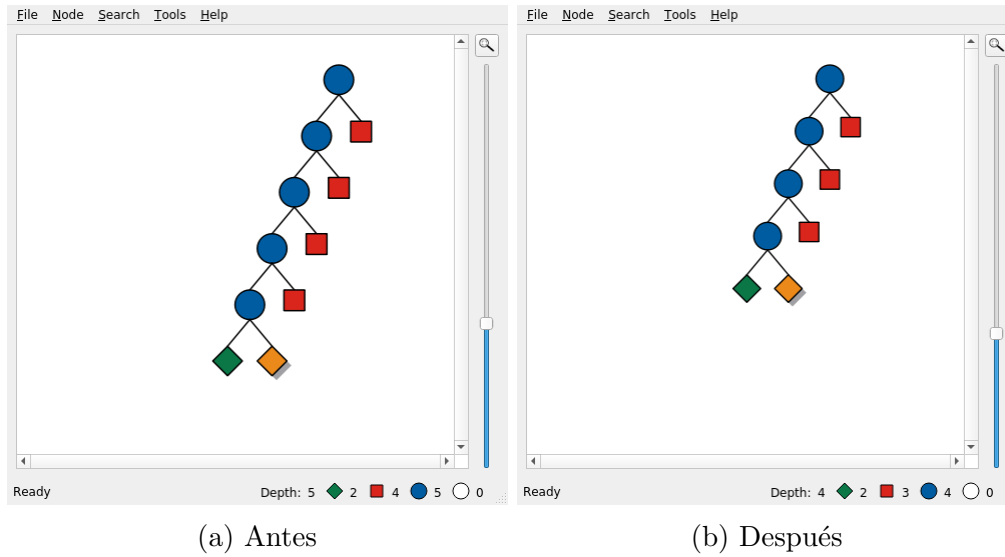 File Node Search Tools Help
File Node Search Tools Help
Ready Depth: 5 2 4 5 0
Ready Depth: 4 2 3 4 0
(a) Antes
(b) Después